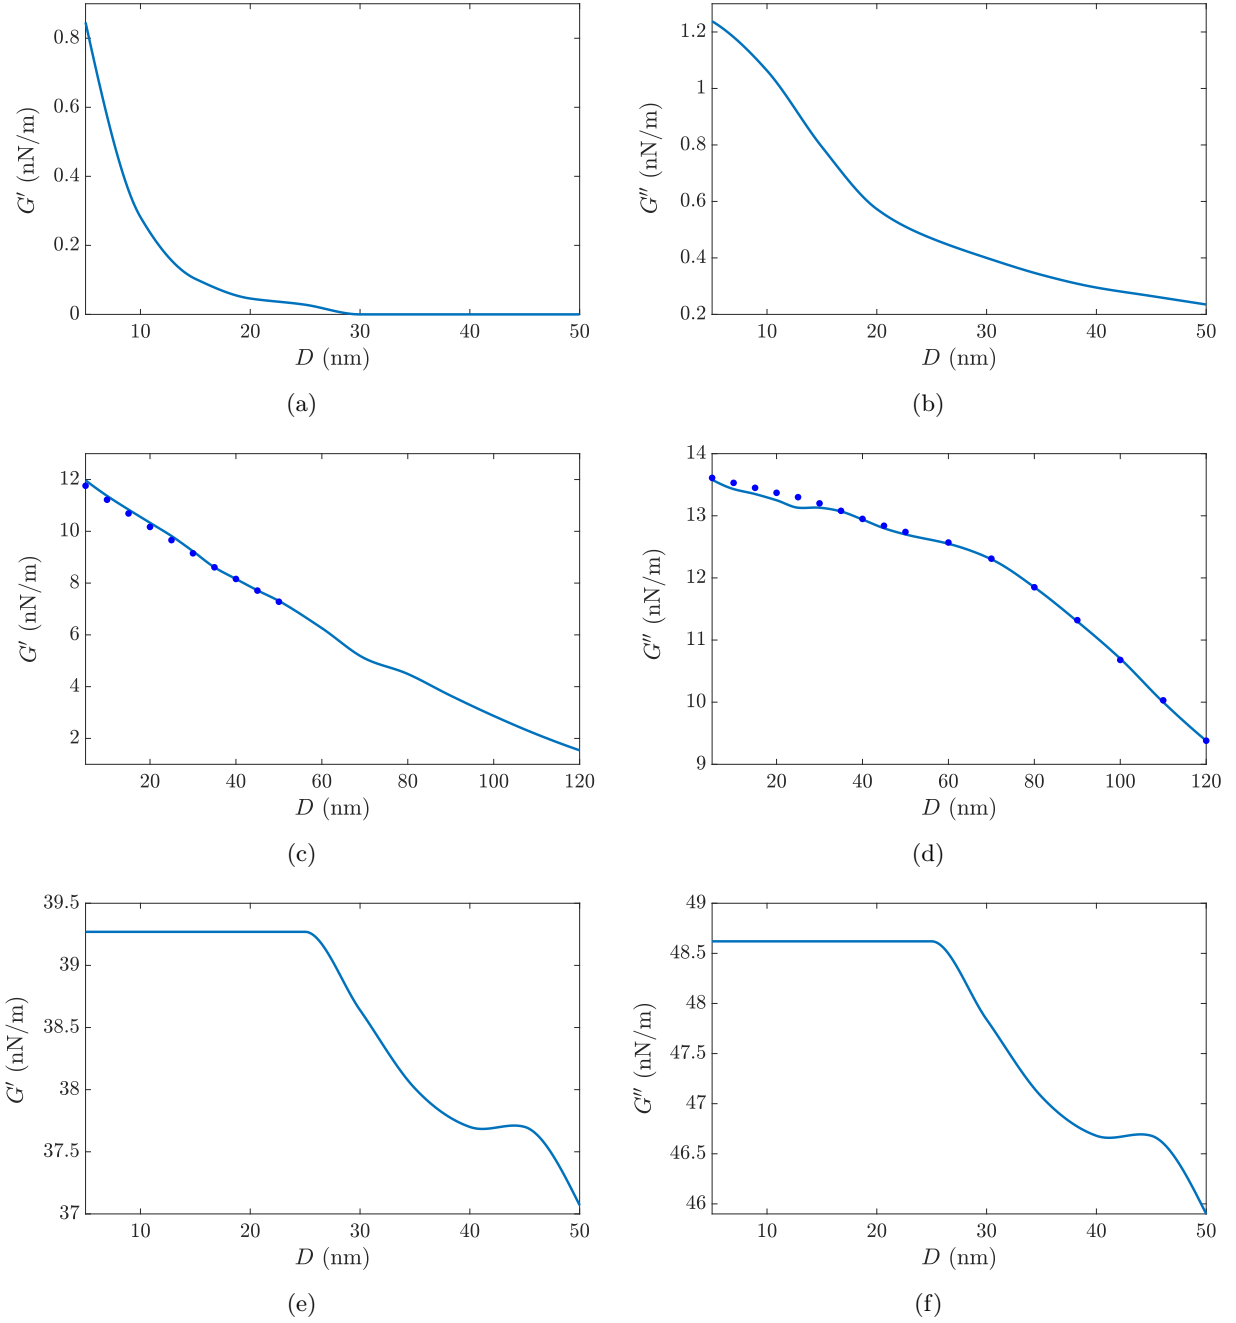 0.8
0.6
0.4
0.2
0
10 20 30 40 50
G′ (nN/m)
D (nm)
(a)
1.2
1
0.8
0.6
0.4
0.2
10 20 30 40 50
G″ (nN/m)
D (nm)
(b)
12
10
8
6
4
2
20 40 60 80 100 120
G′ (nN/m)
D (nm)
(c)
14
13
12
11
10
9
20 40 60 80 100 120
G″ (nN/m)
D (nm)
(d)
39.5
39
38.5
38
37.5
37
10 20 30 40 50
G′ (nN/m)
D (nm)
(e)
49
48.5
48
47.5
47
46.5
46
10 20 30 40 50
G″ (nN/m)
D (nm)
(f)